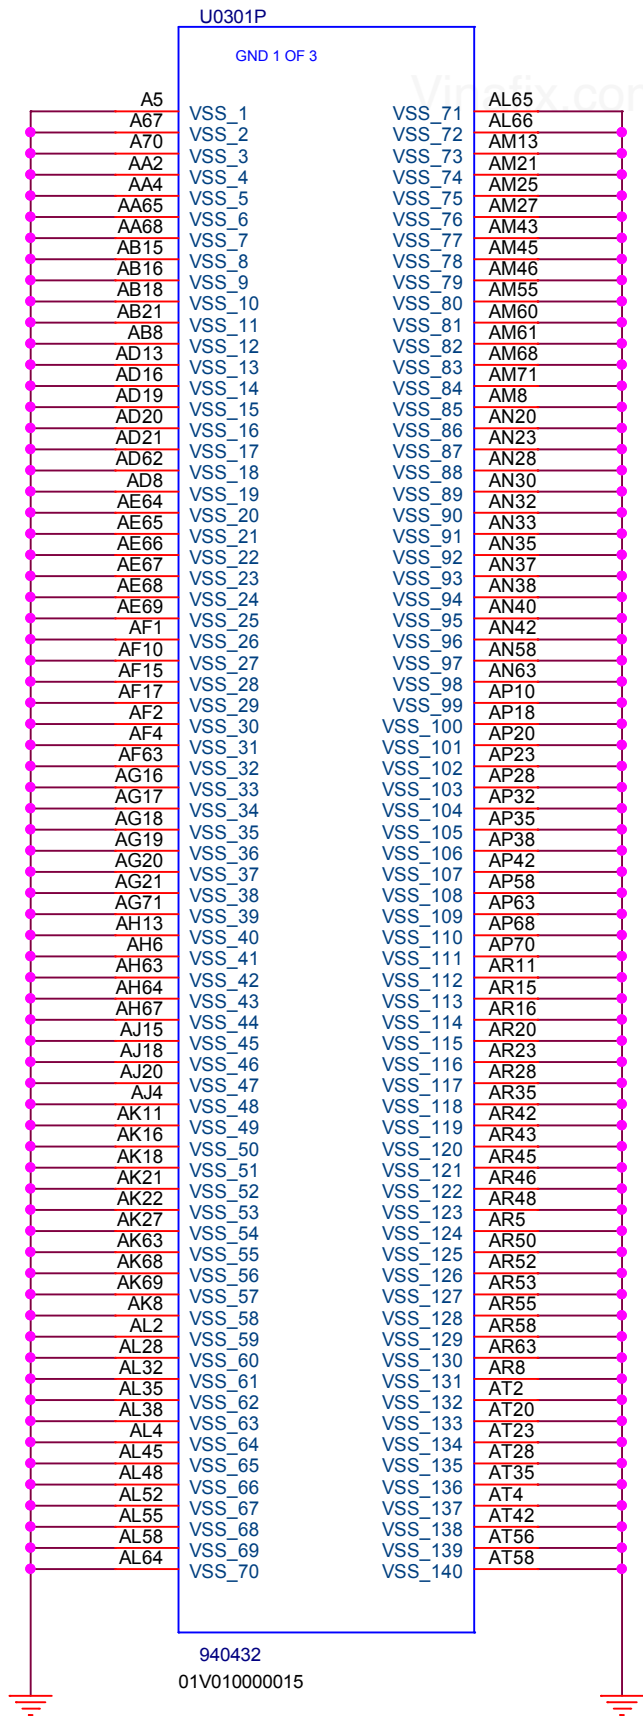 U0301P
GND 1 OF 3
Vinafix.com
A5 VSS_1 VSS_71 AL65
A67 VSS_2 VSS_72 AL66
A70 VSS_3 VSS_73 AM13
AA2 VSS_4 VSS_74 AM21
AA4 VSS_5 VSS_75 AM25
AA65 VSS_6 VSS_76 AM27
AA68 VSS_7 VSS_77 AM43
AB15 VSS_8 VSS_78 AM45
AB16 VSS_9 VSS_79 AM46
AB18 VSS_10 VSS_80 AM55
AB21 VSS_11 VSS_81 AM60
AB8 VSS_12 VSS_82 AM61
AD13 VSS_13 VSS_83 AM68
AD16 VSS_14 VSS_84 AM71
AD19 VSS_15 VSS_85 AM8
AD20 VSS_16 VSS_86 AN20
AD21 VSS_17 VSS_87 AN23
AD62 VSS_18 VSS_88 AN28
AD8 VSS_19 VSS_89 AN30
AE64 VSS_20 VSS_90 AN32
AE65 VSS_21 VSS_91 AN33
AE66 VSS_22 VSS_92 AN35
AE67 VSS_23 VSS_93 AN37
AE68 VSS_24 VSS_94 AN38
AE69 VSS_25 VSS_95 AN40
AF1 VSS_26 VSS_96 AN42
AF10 VSS_27 VSS_97 AN58
AF15 VSS_28 VSS_98 AN63
AF17 VSS_29 VSS_99 AP10
AF2 VSS_30 VSS_100 AP18
AF4 VSS_31 VSS_101 AP20
AF63 VSS_32 VSS_102 AP23
AG16 VSS_33 VSS_103 AP28
AG17 VSS_34 VSS_104 AP32
AG18 VSS_35 VSS_105 AP35
AG19 VSS_36 VSS_106 AP38
AG20 VSS_37 VSS_107 AP42
AG21 VSS_38 VSS_108 AP58
AG71 VSS_39 VSS_109 AP63
AH13 VSS_40 VSS_110 AP68
AH6 VSS_41 VSS_111 AP70
AH63 VSS_42 VSS_112 AR11
AH64 VSS_43 VSS_113 AR15
AH67 VSS_44 VSS_114 AR16
AJ15 VSS_45 VSS_115 AR20
AJ18 VSS_46 VSS_116 AR23
AJ20 VSS_47 VSS_117 AR28
AJ4 VSS_48 VSS_118 AR35
AK11 VSS_49 VSS_119 AR42
AK16 VSS_50 VSS_120 AR43
AK18 VSS_51 VSS_121 AR45
AK21 VSS_52 VSS_122 AR46
AK22 VSS_53 VSS_123 AR48
AK27 VSS_54 VSS_124 AR5
AK63 VSS_55 VSS_125 AR50
AK68 VSS_56 VSS_126 AR52
AK69 VSS_57 VSS_127 AR53
AK8 VSS_58 VSS_128 AR55
AL2 VSS_59 VSS_129 AR58
AL28 VSS_60 VSS_130 AR63
AL32 VSS_61 VSS_131 AR8
AL35 VSS_62 VSS_132 AT2
AL38 VSS_63 VSS_133 AT20
AL4 VSS_64 VSS_134 AT23
AL45 VSS_65 VSS_135 AT28
AL48 VSS_66 VSS_136 AT35
AL52 VSS_67 VSS_137 AT4
AL55 VSS_68 VSS_138 AT42
AL58 VSS_69 VSS_139 AT56
AL64 VSS_70 VSS_140 AT58
940432
01V010000015